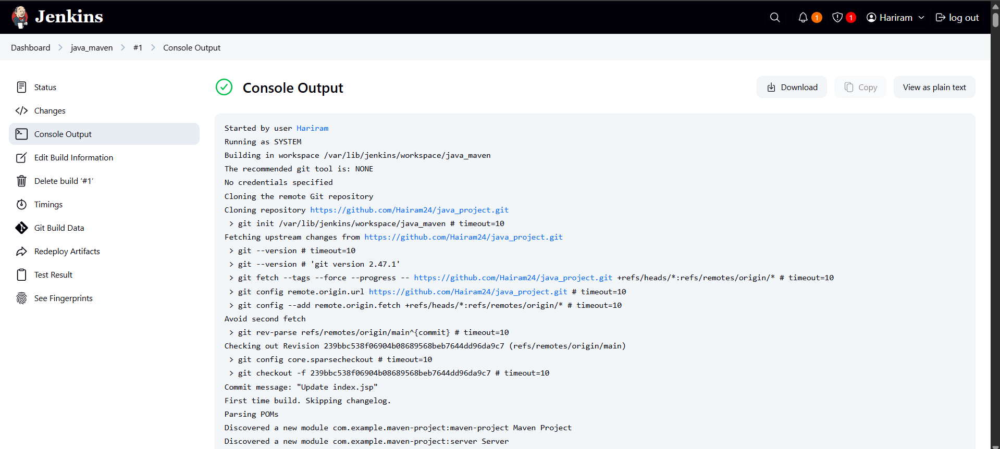 Jenkins
1
1
Hariram
log out
Dashboard
java_maven
#1
Console Output
Status
Changes
Console Output
Edit Build Information
Delete build ‘#1’
Timings
Git Build Data
Redeploy Artifacts
Test Result
See Fingerprints
Console Output
Download
Copy
View as plain text
Started by user Hariram
Running as SYSTEM
Building in workspace /var/lib/jenkins/workspace/java_maven
The recommended git tool is: NONE
No credentials specified
Cloning the remote Git repository
Cloning repository https://github.com/Hairam24/java_project.git
> git init /var/lib/jenkins/workspace/java_maven # timeout=10
Fetching upstream changes from https://github.com/Hairam24/java_project.git
> git --version # timeout=10
> git --version # 'git version 2.47.1'
> git fetch --tags --force --progress -- https://github.com/Hairam24/java_project.git +refs/heads/*:refs/remotes/origin/* # timeout=10
> git config remote.origin.url https://github.com/Hairam24/java_project.git # timeout=10
> git config --add remote.origin.fetch +refs/heads/*:refs/remotes/origin/* # timeout=10
Avoid second fetch
> git rev-parse refs/remotes/origin/main^{commit} # timeout=10
Checking out Revision 239bbc538f06904b08689568beb7644dd96da9c7 (refs/remotes/origin/main)
> git config core.sparsecheckout # timeout=10
> git checkout -f 239bbc538f06904b08689568beb7644dd96da9c7 # timeout=10
Commit message: "Update index.jsp"
First time build. Skipping changelog.
Parsing POMs
Discovered a new module com.example.maven-project:maven-project Maven Project
Discovered a new module com.example.maven-project:server Server